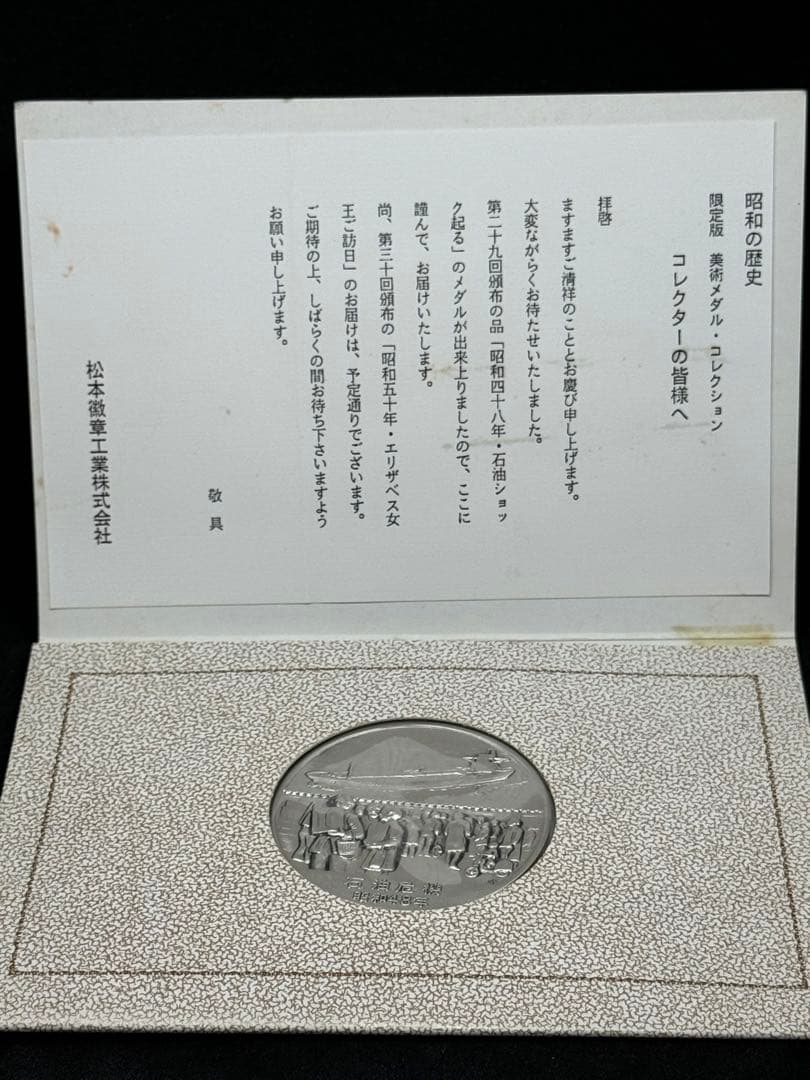 昭和の歴史
限定版 美術メダル・コレクション
コレクターの皆様へ
拝啓
ますますご清祥のこととお慶び申し上げます。
大変ながらくお待たせいたしました。
第二十九回頒布の品「昭和四十八年・石油ショッ
ク起る」のメダルが出来上りましたので、ここに
謹んで、お届けいたします。
尚、第三十回頒布の「昭和五十年・エリザベス女
王ご訪日」のお届けは、予定通りでございます。
ご期待の上、しばらくの間お待ち下さいますよう
お願い申し上げます。
敬具
松本徽章工業株式会社
石油危機
昭和48年